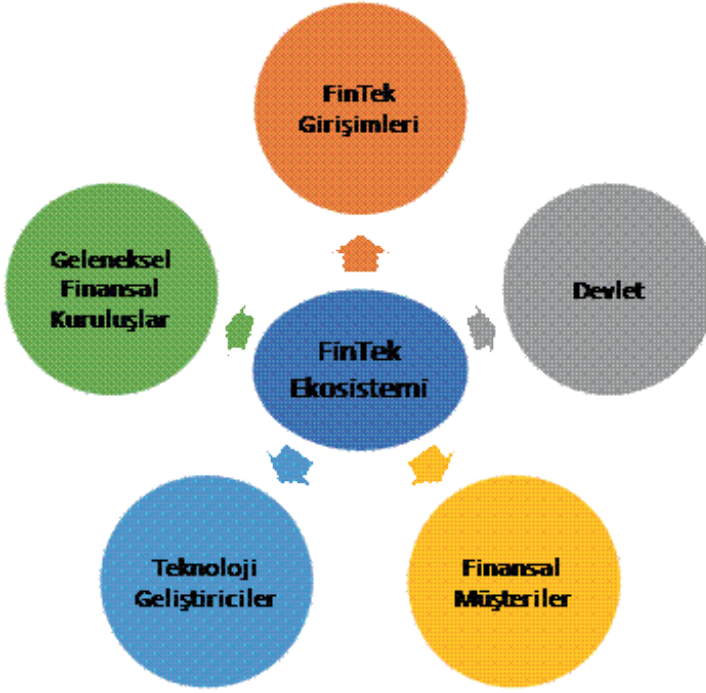 FinTek
Girişimleri
Geleneksel
Finansal
Kuruluşlar
Devlet
FinTek
Ekosistemi
Teknoloji
Geliştiriciler
Finansal
Müşteriler